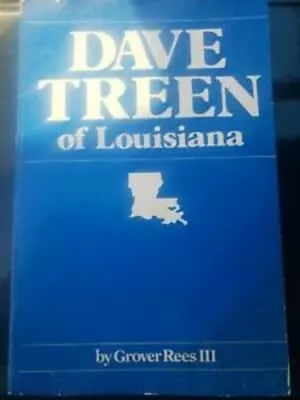 DAVE
TREEN
of Louisiana
by Grover Rees III